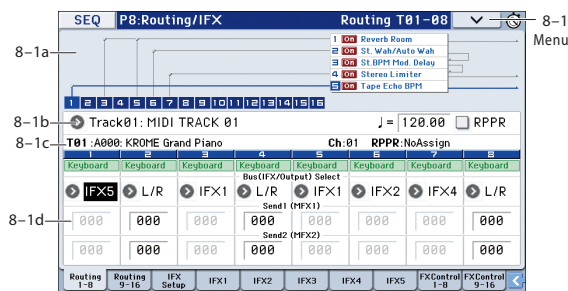 SEQ P8:Routing/IFX Routing T01-08
8-1
Menu
8-1a
1 On Reverb Room
2 On St. Wah/Auto Wah
3 On St.BPM Mod. Delay
4 On Stereo Limiter
5 On Tape Echo BPM
1 2 3 4 5 6 7 8 9 10 11 12 13 14 15 16
8-1b
Track01: MIDI TRACK 01 ♩= 120.00 RPPR
8-1c
T01 :A000: KROME Grand Piano Ch:01 RPPR:NoAssign
1 2 3 4 5 6 7 8
Keyboard Keyboard Keyboard Keyboard Keyboard Keyboard Keyboard Keyboard
Bus(IFX/Output) Select
IFX5 L/R IFX1 L/R IFX1 IFX2 IFX4 L/R
Send1 (MFX1)
8-1d
000 000 000 000 000 000 000 000
Send2 (MFX2)
000 000 000 000 000 000 000 000
Routing 1-8 Routing 9-16 IFX Setup IFX1 IFX2 IFX3 IFX4 IFX5 FXControl 1-8 FXControl 9-16